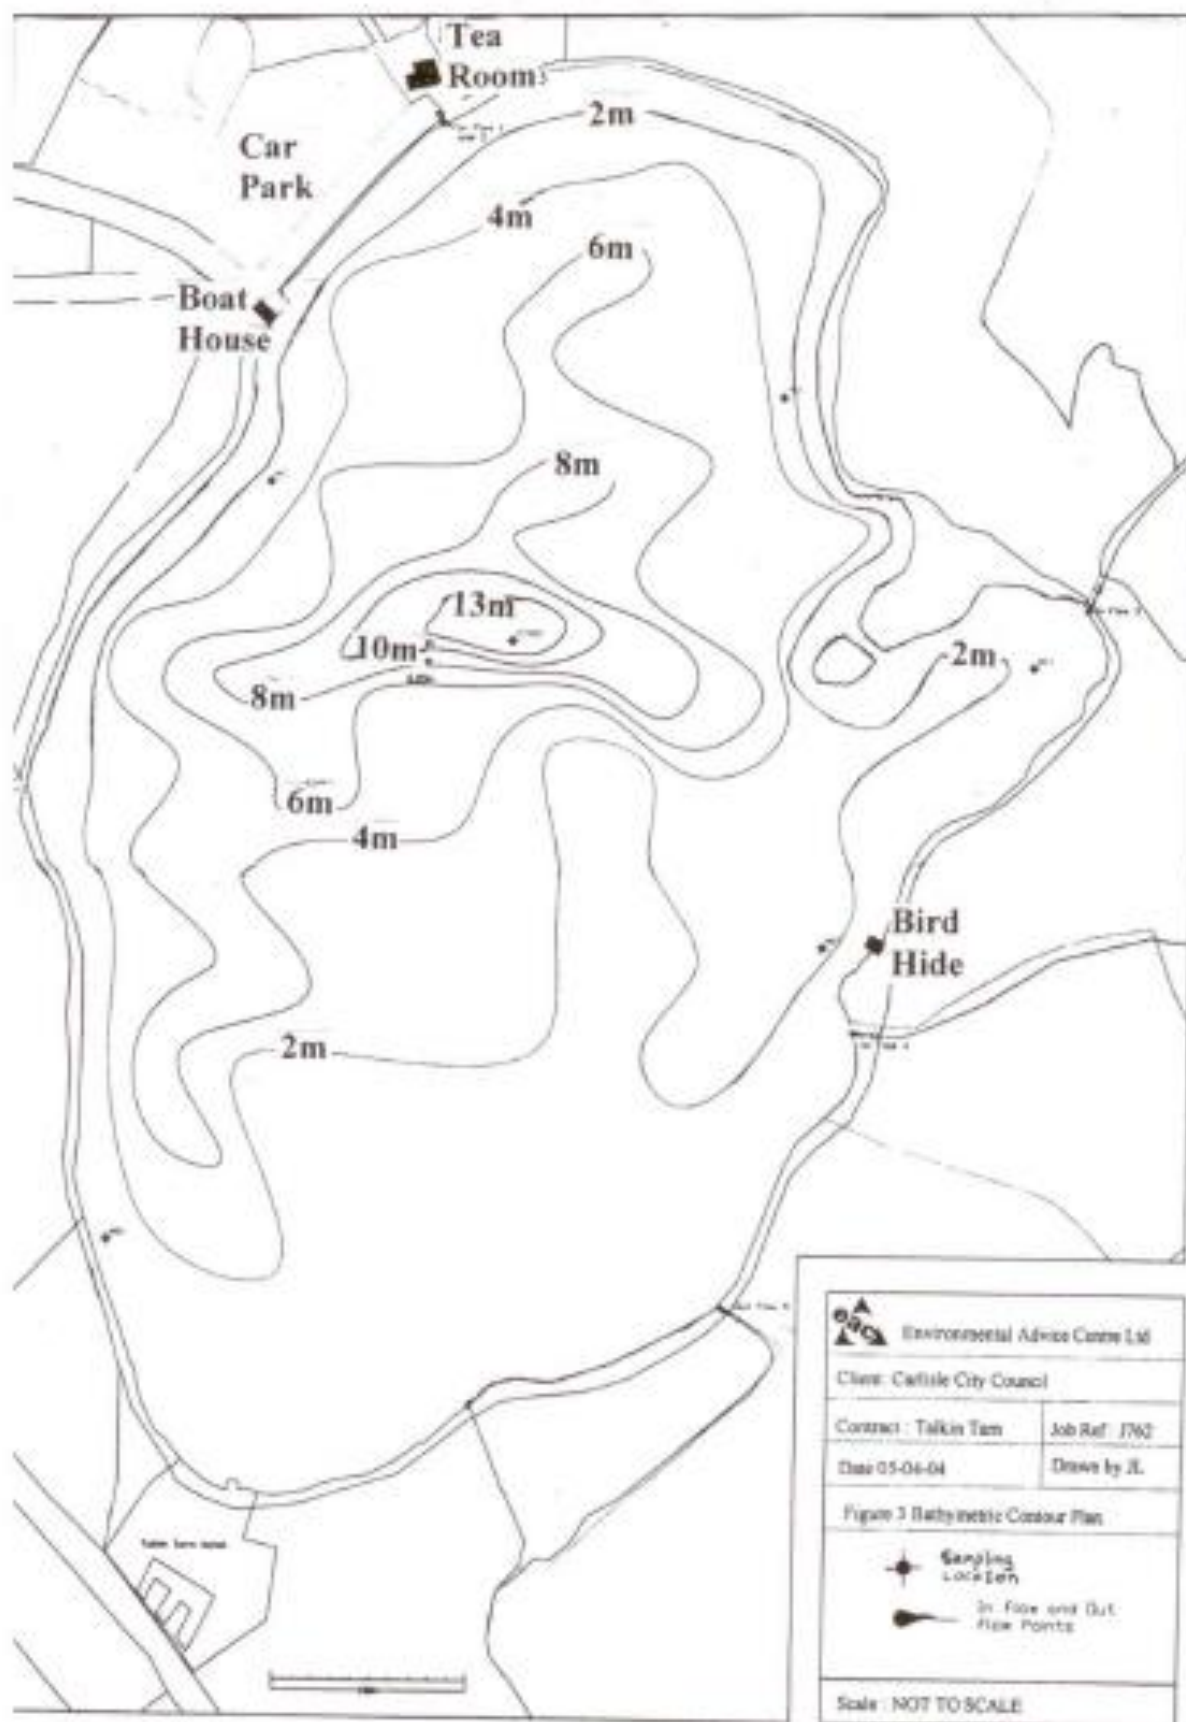 Tea
Room
2m
Car
Park
4m
6m
Boat
House
8m
13m
10m
2m
8m
6m
4m
Bird
Hide
2m
eac
Environmental Advice Centre Ltd
Client: Carlisle City Council
Contract : Talkin Tarn
Job Ref : J762
Date 05-04-04
Drawn by JL
Figure 3 Bathymetric Contour Plan
Sampling
Location
In flow and Out
flow Points
Scale : NOT TO SCALE